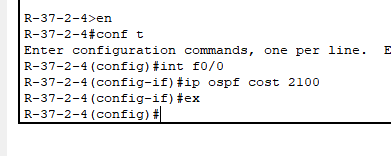 R-37-2-4>en
R-37-2-4#conf t
Enter configuration commands, one per line.  E
R-37-2-4(config)#int f0/0
R-37-2-4(config-if)#ip ospf cost 2100
R-37-2-4(config-if)#ex
R-37-2-4(config)#